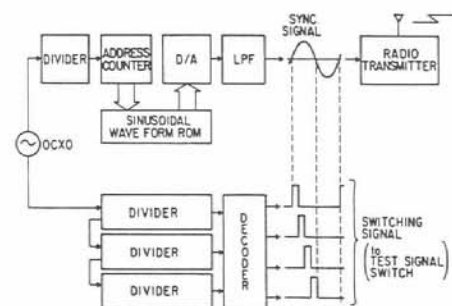 SYNC
SIGNAL
DIVIDER
ADDRESS
COUNTER
D/A
LPF
RADIO
TRANSMITTER
SINUSOIDAL
WAVE FORM ROM
OCXO
DIVIDER
DIVIDER
DIVIDER
DECODER
SWITCHING
SIGNAL
(to
TEST SIGNAL
SWITCH)